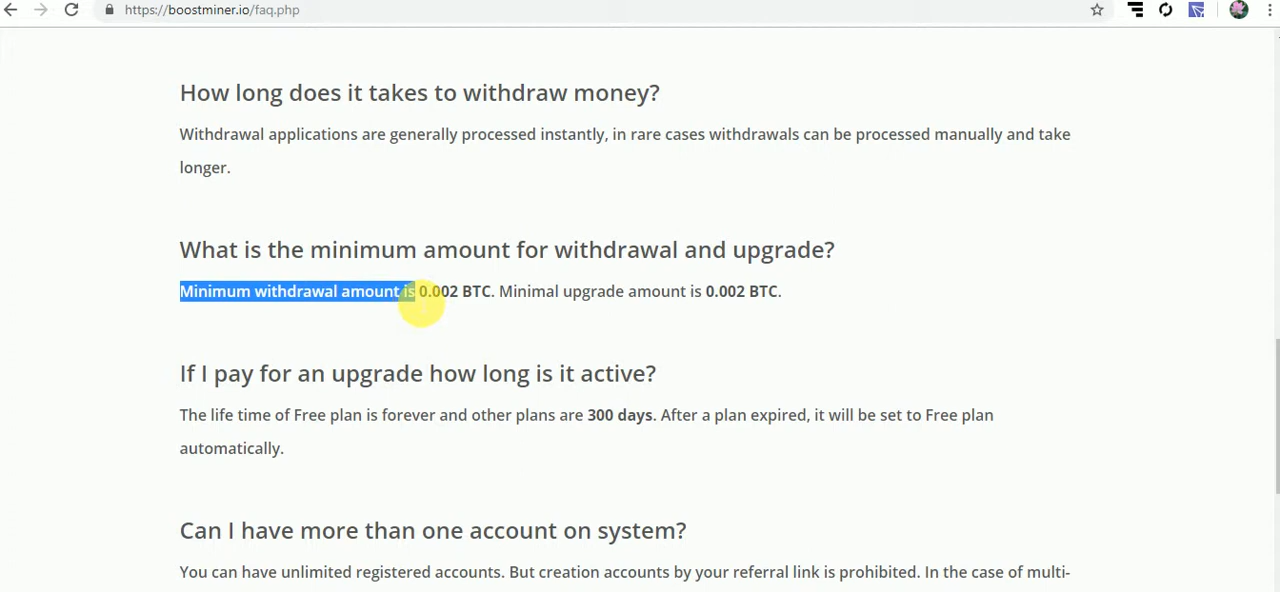 https://boostminer.io/faq.php
How long does it takes to withdraw money?
Withdrawal applications are generally processed instantly, in rare cases withdrawals can be processed manually and take
longer.
What is the minimum amount for withdrawal and upgrade?
Minimum withdrawal amount is 0.002 BTC. Minimal upgrade amount is 0.002 BTC.
If I pay for an upgrade how long is it active?
The life time of Free plan is forever and other plans are 300 days. After a plan expired, it will be set to Free plan
automatically.
Can I have more than one account on system?
You can have unlimited registered accounts. But creation accounts by your referral link is prohibited. In the case of multi-